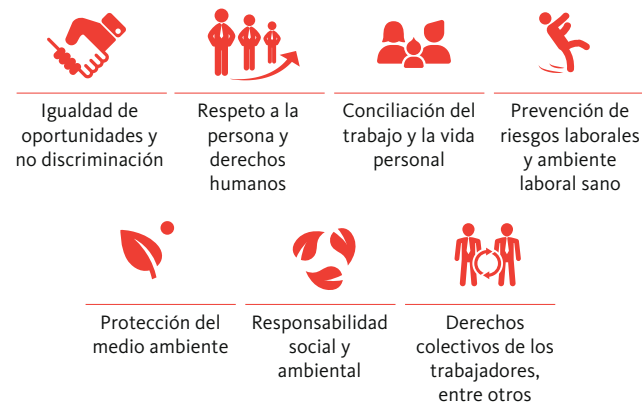 Igualdad de
oportunidades y
no discriminación
Respeto a la
persona y
derechos
humanos
Conciliación del
trabajo y la vida
personal
Prevención de
riesgos laborales
y ambiente
laboral sano
Protección del
medio ambiente
Responsabilidad
social y
ambiental
Derechos
colectivos de los
trabajadores,
entre otros